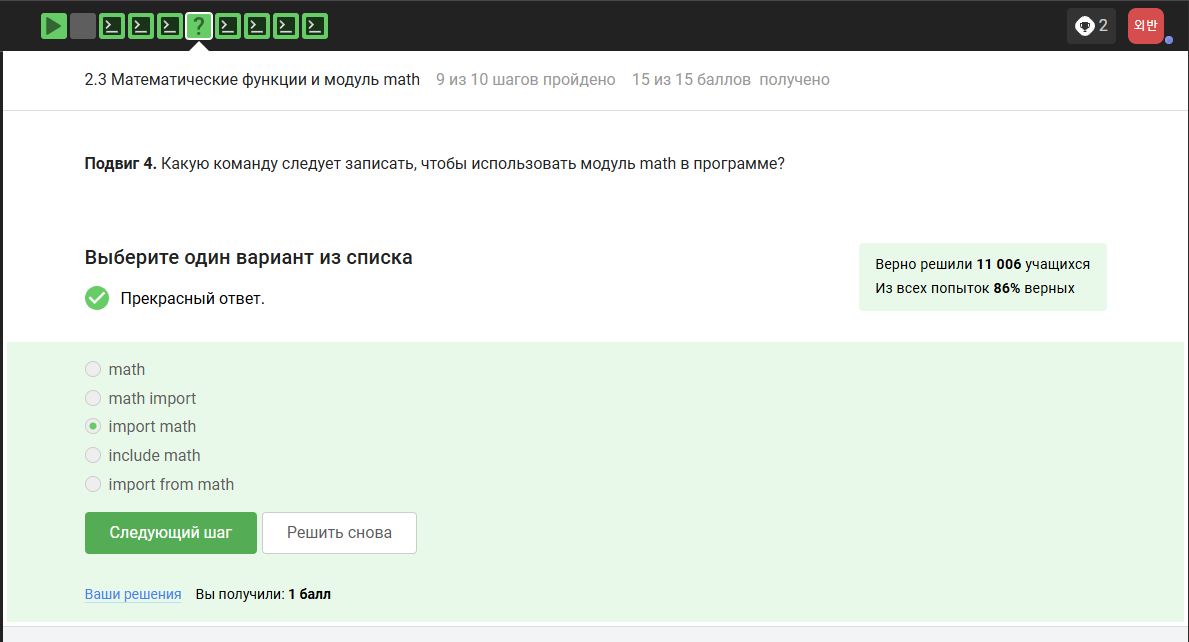 ?
2
외반
2.3 Математические функции и модуль math 9 из 10 шагов пройдено 15 из 15 баллов получено
Подвиг 4. Какую команду следует записать, чтобы использовать модуль math в программе?
Выберите один вариант из списка
Прекрасный ответ.
Верно решили 11 006 учащихся
Из всех попыток 86% верных
math
math import
import math
include math
import from math
Следующий шаг
Решить снова
Ваши решения Вы получили: 1 балл